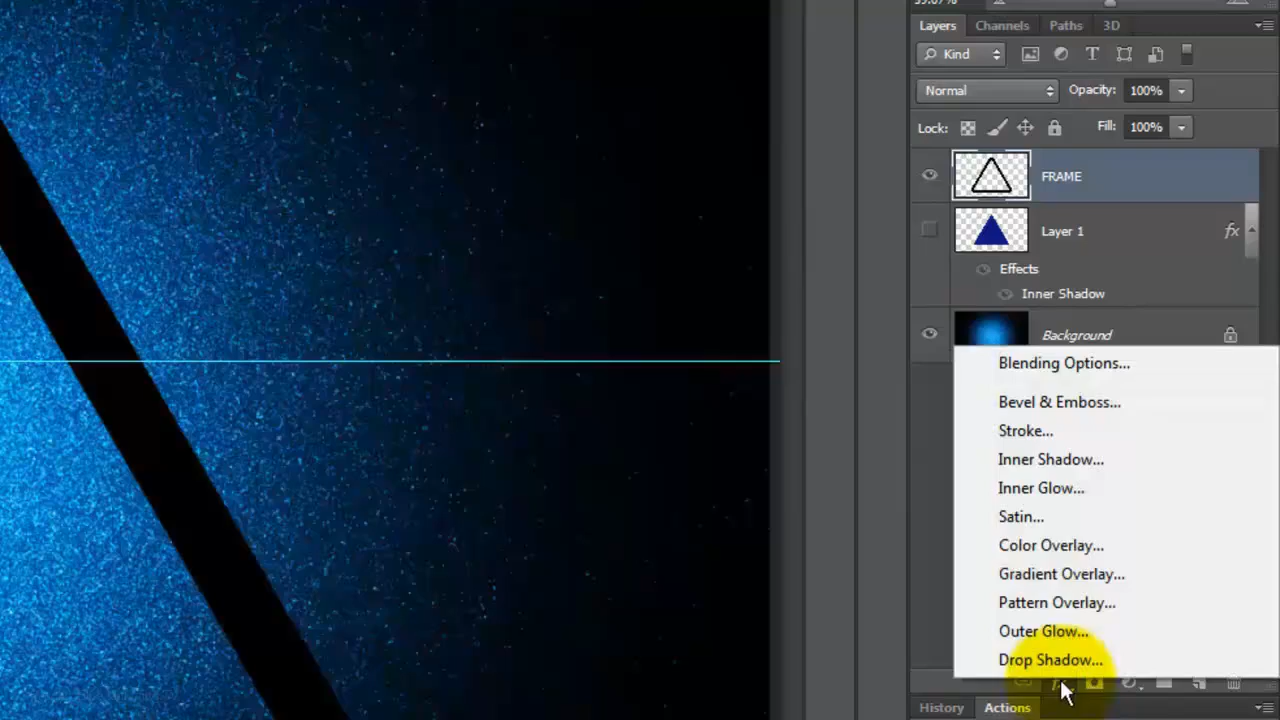 Layers Channels Paths 3D
Kind
Normal Opacity: 100%
Lock: Fill: 100%
FRAME
Layer 1 fx
Effects
Inner Shadow
Background
Blending Options...
Bevel & Emboss...
Stroke...
Inner Shadow...
Inner Glow...
Satin...
Color Overlay...
Gradient Overlay...
Pattern Overlay...
Outer Glow...
Drop Shadow...
History Actions